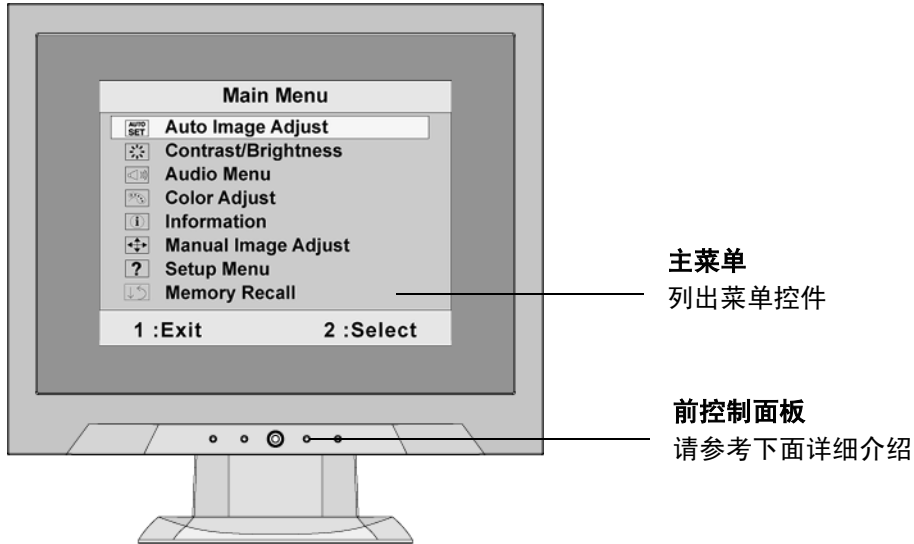 Main Menu
AUTO SET Auto Image Adjust
Contrast/Brightness
Audio Menu
Color Adjust
i Information
Manual Image Adjust
? Setup Menu
Memory Recall
1 :Exit 2 :Select
主菜单
列出菜单控件
前控制面板
请参考下面详细介绍